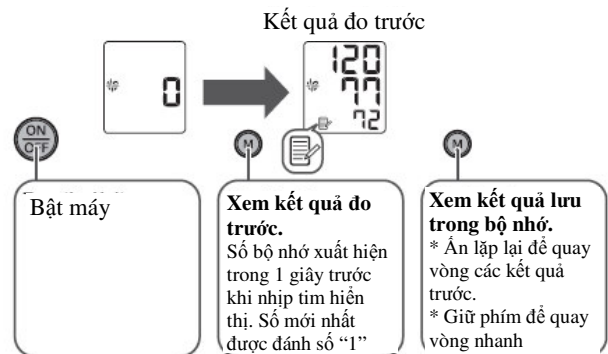 Kết quả đo trước
0
120
77
72
ON
OFF
M
M
Bật máy
Xem kết quả đo
trước.
Số bộ nhớ xuất hiện
trong 1 giây trước
khi nhịp tim hiển
thị. Số mới nhất
được đánh số “1”
Xem kết quả lưu
trong bộ nhớ.
* Ấn lặp lại để quay
vòng các kết quả
trước.
* Giữ phím để quay
vòng nhanh